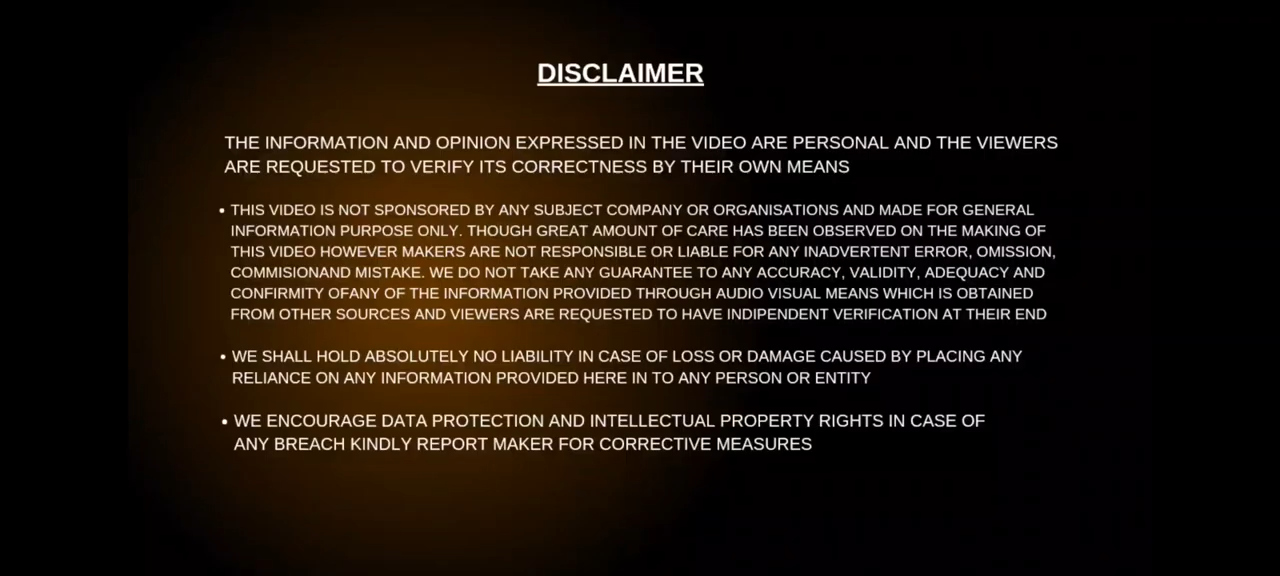 DISCLAIMER
THE INFORMATION AND OPINION EXPRESSED IN THE VIDEO ARE PERSONAL AND THE VIEWERS
ARE REQUESTED TO VERIFY ITS CORRECTNESS BY THEIR OWN MEANS
• THIS VIDEO IS NOT SPONSORED BY ANY SUBJECT COMPANY OR ORGANISATIONS AND MADE FOR GENERAL
INFORMATION PURPOSE ONLY. THOUGH GREAT AMOUNT OF CARE HAS BEEN OBSERVED ON THE MAKING OF
THIS VIDEO HOWEVER MAKERS ARE NOT RESPONSIBLE OR LIABLE FOR ANY INADVERTENT ERROR, OMISSION,
COMMISIONAND MISTAKE. WE DO NOT TAKE ANY GUARANTEE TO ANY ACCURACY, VALIDITY, ADEQUACY AND
CONFIRMITY OFANY OF THE INFORMATION PROVIDED THROUGH AUDIO VISUAL MEANS WHICH IS OBTAINED
FROM OTHER SOURCES AND VIEWERS ARE REQUESTED TO HAVE INDIPENDENT VERIFICATION AT THEIR END
• WE SHALL HOLD ABSOLUTELY NO LIABILITY IN CASE OF LOSS OR DAMAGE CAUSED BY PLACING ANY
RELIANCE ON ANY INFORMATION PROVIDED HERE IN TO ANY PERSON OR ENTITY
• WE ENCOURAGE DATA PROTECTION AND INTELLECTUAL PROPERTY RIGHTS IN CASE OF
ANY BREACH KINDLY REPORT MAKER FOR CORRECTIVE MEASURES